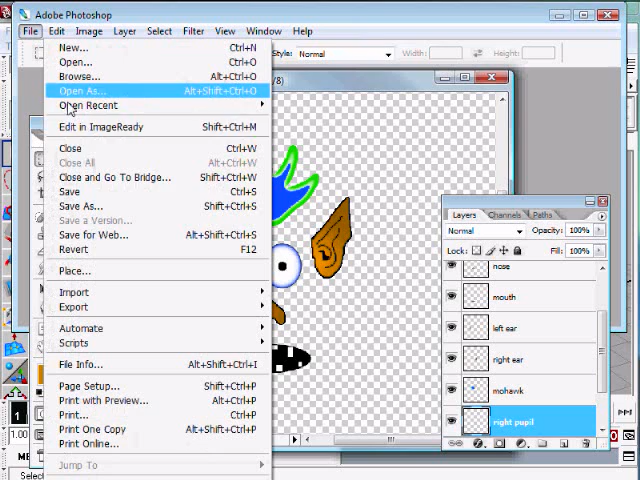 Adobe Photoshop
File Edit Image Layer Select Filter View Window Help
Style: Normal Width: Height:
New... Ctrl+N
Open... Ctrl+O
Browse... Alt+Ctrl+O
Open As... Alt+Shift+Ctrl+O
Open Recent
Edit in ImageReady Shift+Ctrl+M
Close Ctrl+W
Close All Alt+Ctrl+W
Close and Go To Bridge... Shift+Ctrl+W
Save Ctrl+S
Save As... Shift+Ctrl+S
Save a Version...
Save for Web... Alt+Shift+Ctrl+S
Revert F12
Place...
Import
Export
Automate
Scripts
File Info... Alt+Shift+Ctrl+I
Page Setup... Shift+Ctrl+P
Print with Preview... Alt+Ctrl+P
Print... Ctrl+P
Print One Copy Alt+Shift+Ctrl+P
Print Online...
Jump To
/8)
Layers Channels Paths
Normal Opacity: 100%
Lock: Fill: 100%
nose
mouth
left ear
right ear
mohawk
right pupil
1
1.00
Select